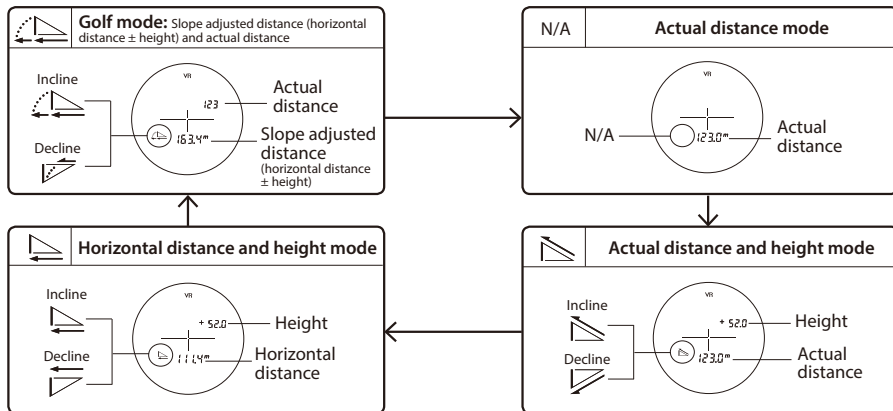 Golf mode: Slope adjusted distance (horizontal
distance ± height) and actual distance
Incline
Decline
VR
123
163.4m
Actual
distance
Slope adjusted
distance
(horizontal distance
± height)
N/A
Actual distance mode
VR
N/A
123.0m
Actual
distance
Horizontal distance and height mode
Incline
Decline
VR
+ 52.0
111.4m
Height
Horizontal
distance
Actual distance and height mode
Incline
Decline
VR
+ 52.0
123.0m
Height
Actual
distance